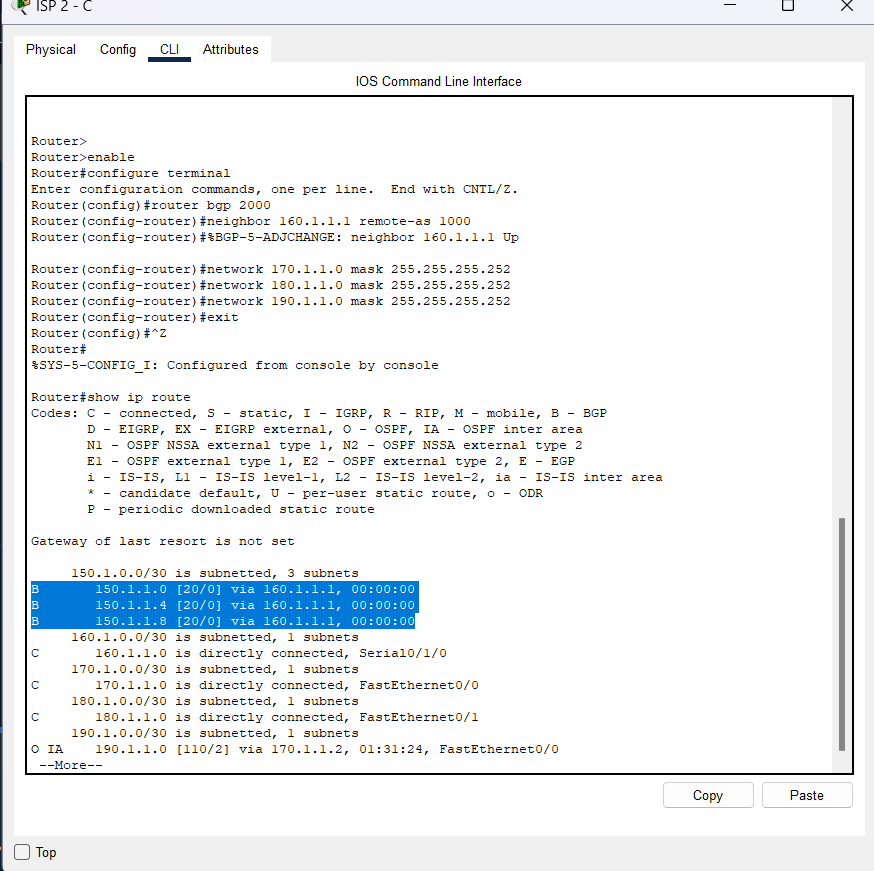 ISP 2 - C
Physical Config CLI Attributes
IOS Command Line Interface
Router>
Router>enable
Router#configure terminal
Enter configuration commands, one per line.  End with CNTL/Z.
Router(config)#router bgp 2000
Router(config-router)#neighbor 160.1.1.1 remote-as 1000
Router(config-router)#%BGP-5-ADJCHANGE: neighbor 160.1.1.1 Up
Router(config-router)#network 170.1.1.0 mask 255.255.255.252
Router(config-router)#network 180.1.1.0 mask 255.255.255.252
Router(config-router)#network 190.1.1.0 mask 255.255.255.252
Router(config-router)#exit
Router(config)#^Z
Router#
%SYS-5-CONFIG_I: Configured from console by console
Router#show ip route
Codes: C - connected, S - static, I - IGRP, R - RIP, M - mobile, B - BGP
       D - EIGRP, EX - EIGRP external, O - OSPF, IA - OSPF inter area
       N1 - OSPF NSSA external type 1, N2 - OSPF NSSA external type 2
       E1 - OSPF external type 1, E2 - OSPF external type 2, E - EGP
       i - IS-IS, L1 - IS-IS level-1, L2 - IS-IS level-2, ia - IS-IS inter area
       * - candidate default, U - per-user static route, o - ODR
       P - periodic downloaded static route
Gateway of last resort is not set
     150.1.0.0/30 is subnetted, 3 subnets
B       150.1.1.0 [20/0] via 160.1.1.1, 00:00:00
B       150.1.1.4 [20/0] via 160.1.1.1, 00:00:00
B       150.1.1.8 [20/0] via 160.1.1.1, 00:00:00
     160.1.0.0/30 is subnetted, 1 subnets
C       160.1.1.0 is directly connected, Serial0/1/0
     170.1.0.0/30 is subnetted, 1 subnets
C       170.1.1.0 is directly connected, FastEthernet0/0
     180.1.0.0/30 is subnetted, 1 subnets
C       180.1.1.0 is directly connected, FastEthernet0/1
     190.1.0.0/30 is subnetted, 1 subnets
O IA    190.1.1.0 [110/2] via 170.1.1.2, 01:31:24, FastEthernet0/0
 --More--
Copy Paste
Top